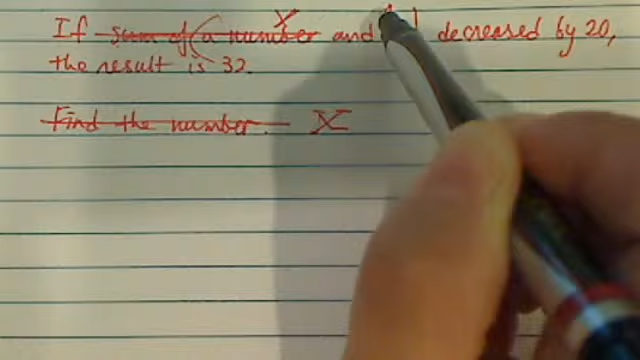 If sum of (a number x and decreased by 20,
the result is 32.
Find the number. X